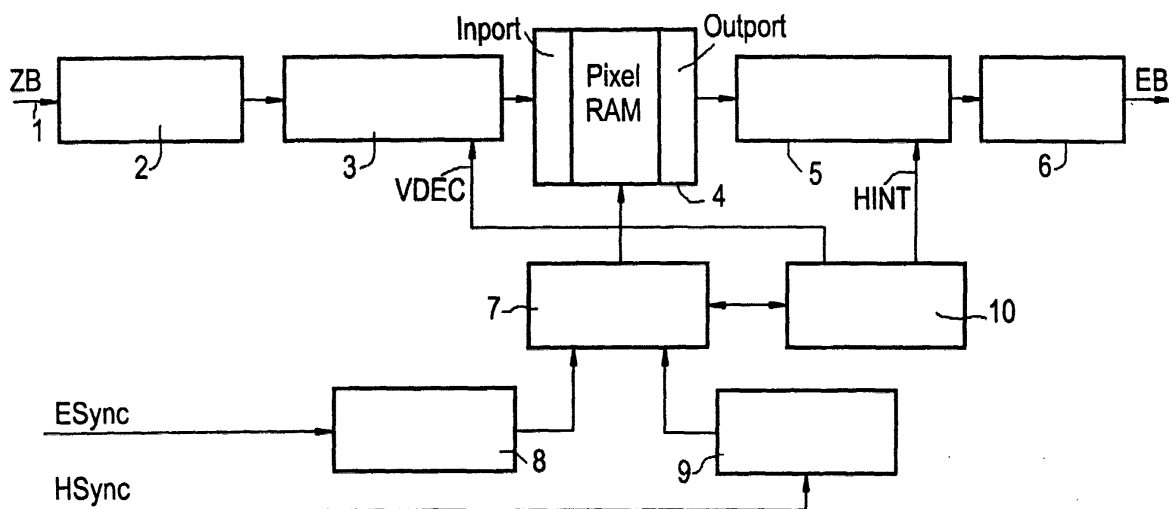 Inport
Outport
ZB
Pixel
RAM
EB
1
2
3
4
5
6
VDEC
HINT
7
10
ESync
8
9
HSync